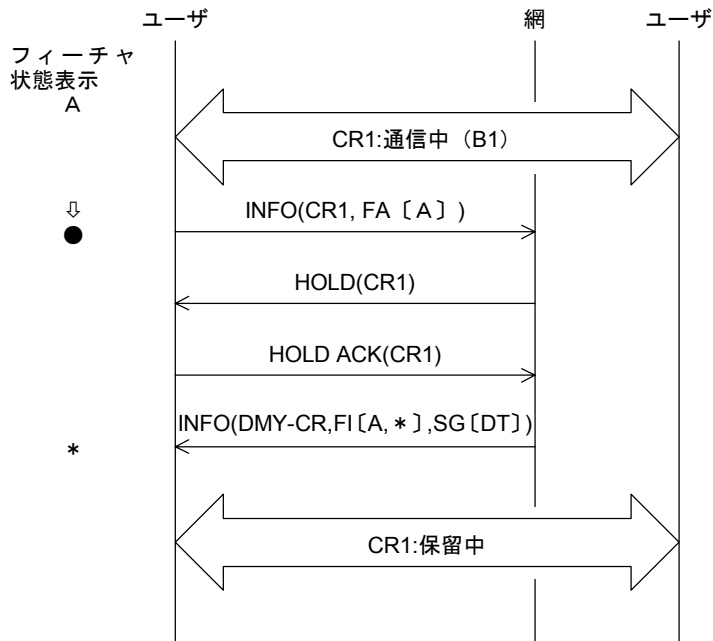 ユーザ
網
ユーザ
フィーチャ
状態表示
A
CR1:通信中（B1）
⇩
INFO(CR1, FA〔A〕)
●
HOLD(CR1)
HOLD ACK(CR1)
INFO(DMY-CR,FI〔A,＊〕,SG〔DT〕)
＊
CR1:保留中